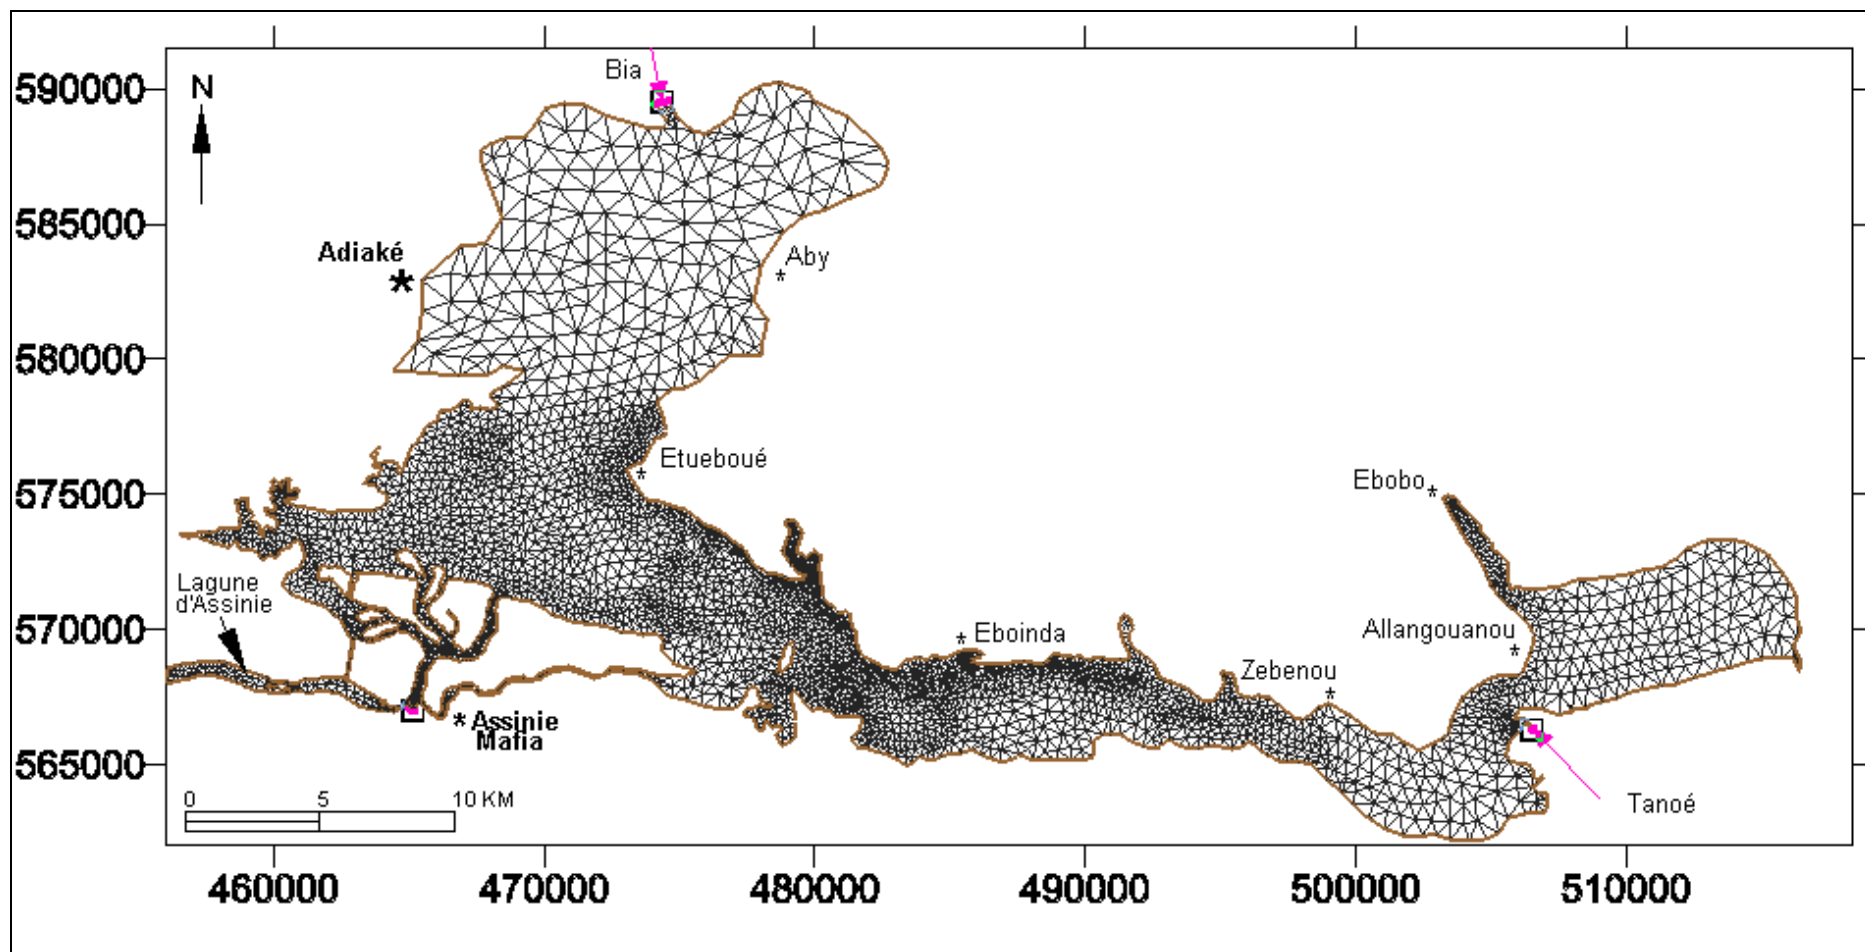 Bia
590000
N
585000
Adiaké
*
Aby
*
580000
Etueboué
*
575000
Ebobo *
Lagune
d'Assinie
570000
* Eboinda
Allangouanou
*
Zebenou
*
* Assinie
Mafia
565000
0 5 10 KM
Tanoé
460000 470000 480000 490000 500000 510000